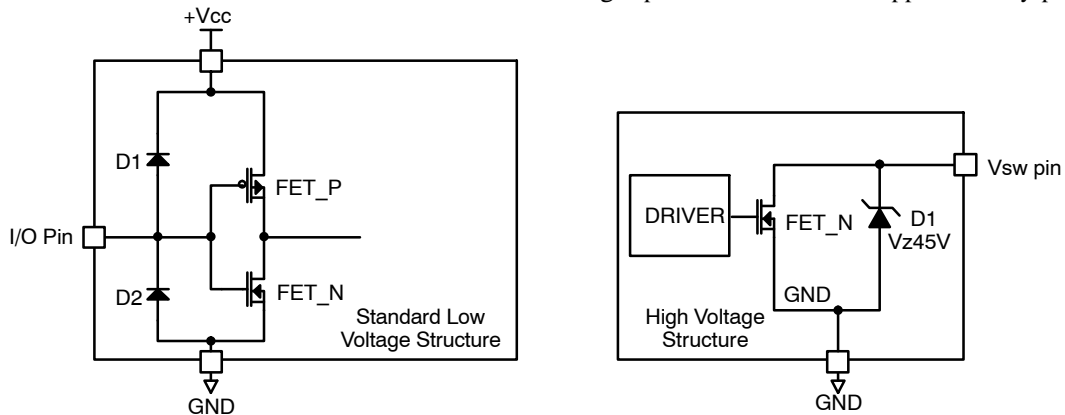 g
p
pp
y p
+Vcc
D1
FET_P
I/O Pin
D2
FET_N
Standard Low
Voltage Structure
GND
Vsw pin
DRIVER
FET_N
D1
Vz45V
GND
High Voltage
Structure
GND